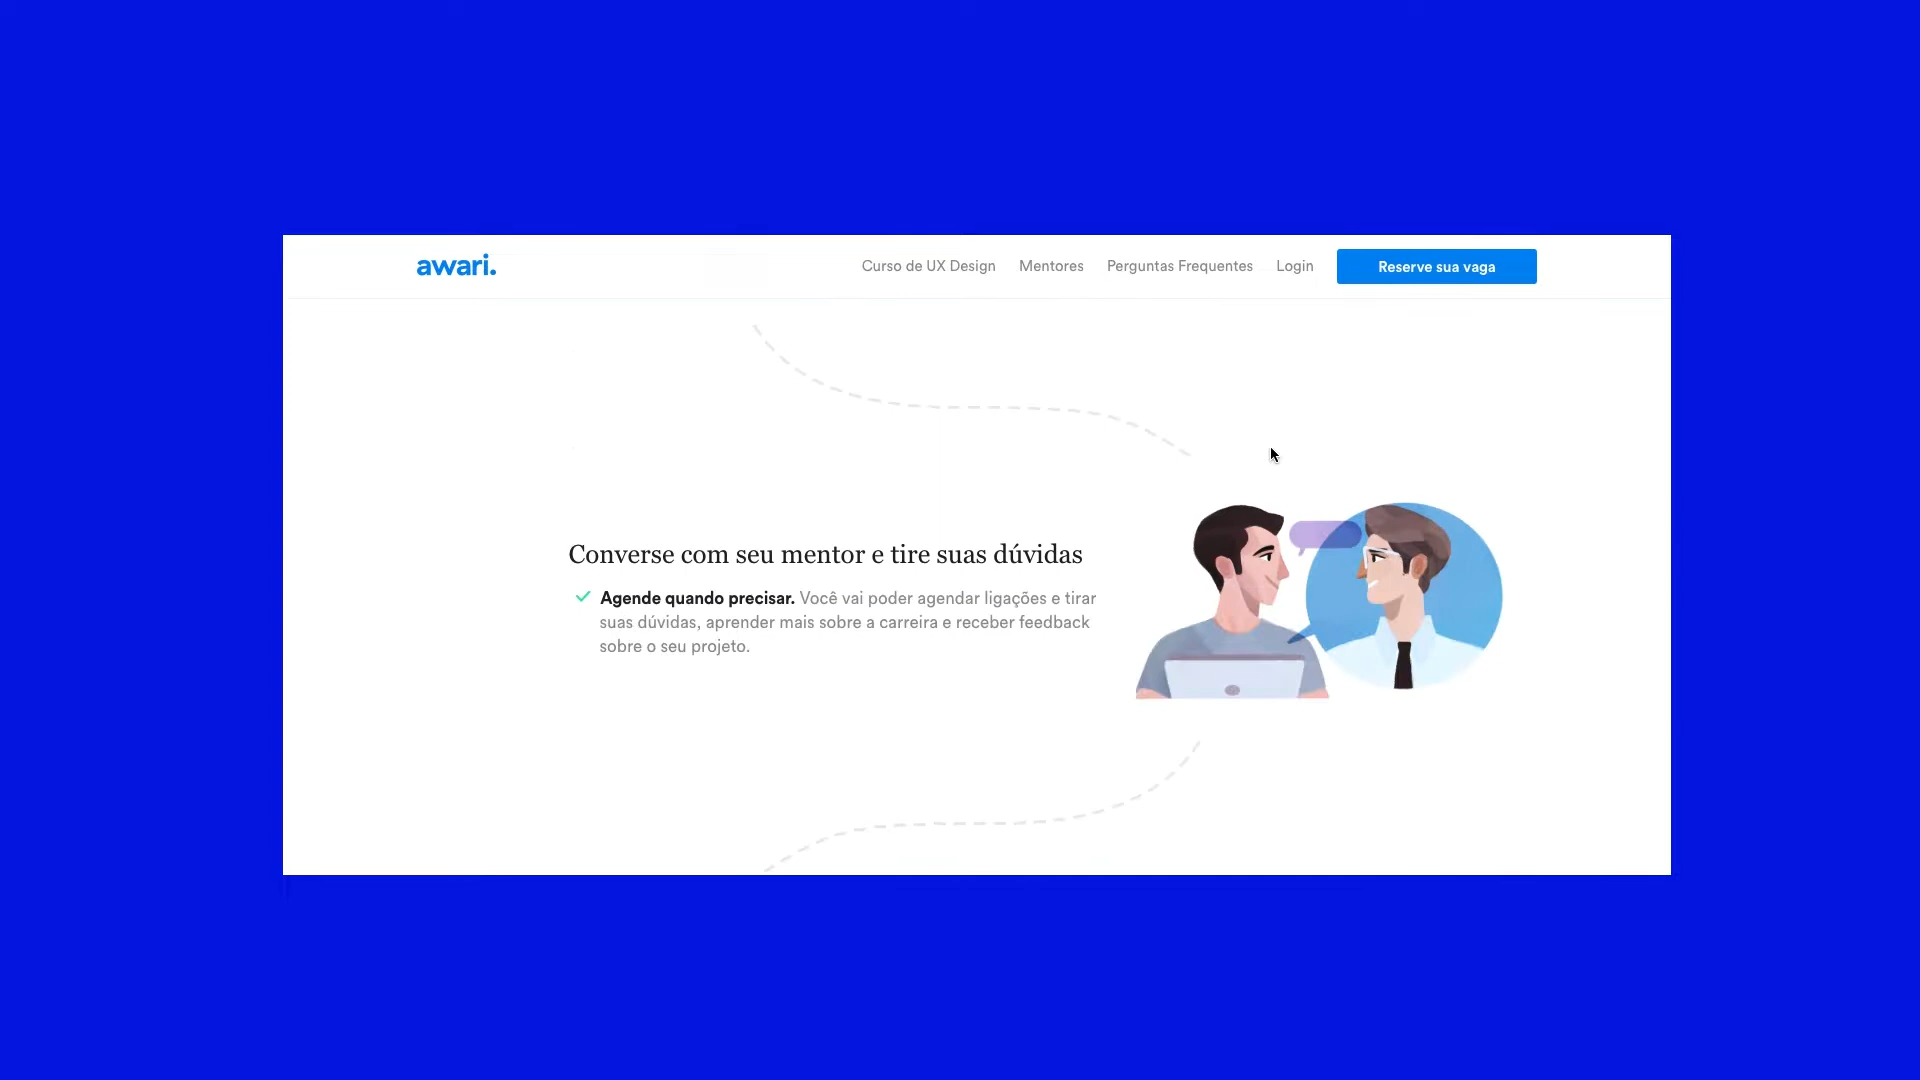 awari.
Curso de UX Design Mentores Perguntas Frequentes Login Reserve sua vaga
Converse com seu mentor e tire suas dúvidas
Agende quando precisar. Você vai poder agendar ligações e tirar
suas dúvidas, aprender mais sobre a carreira e receber feedback
sobre o seu projeto.